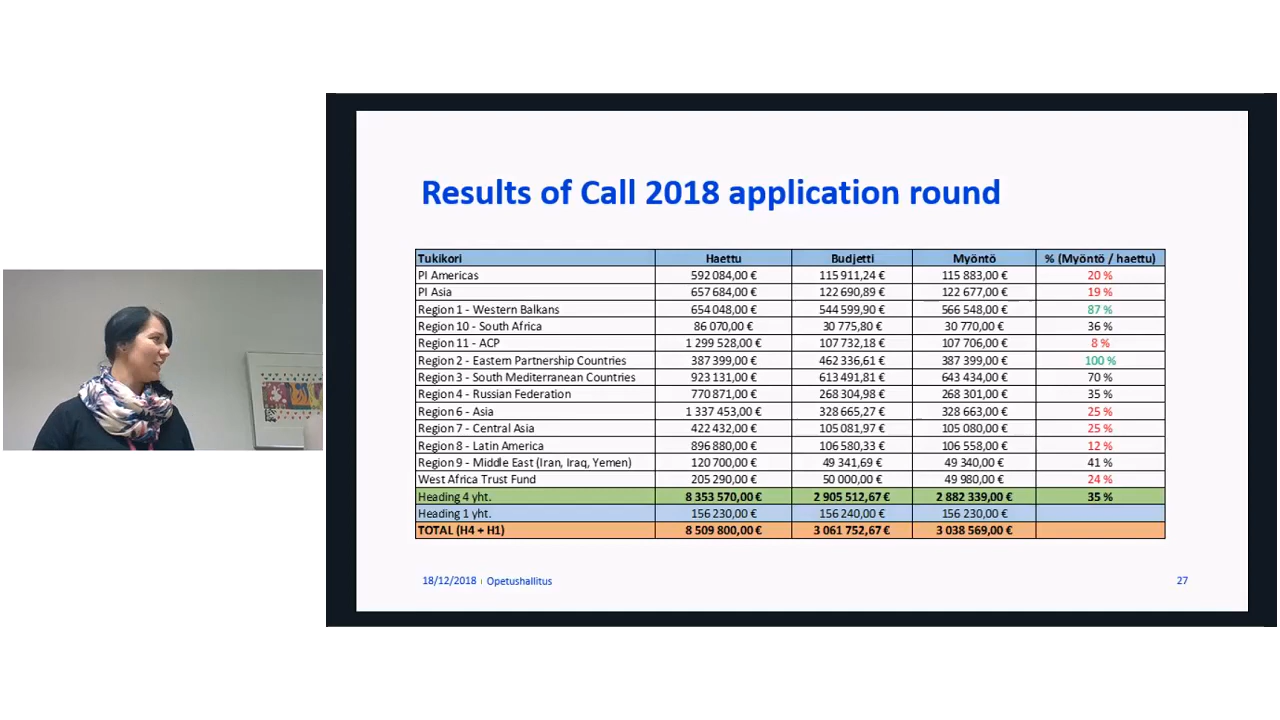 Results of Call 2018 application round
Tukikori Haettu Budjetti Myöntö % (Myöntö / haettu)
PI Americas 592 084,00 € 115 911,24 € 115 883,00 € 20 %
PI Asia 657 684,00 € 122 690,89 € 122 677,00 € 19 %
Region 1 - Western Balkans 654 048,00 € 544 599,90 € 566 548,00 € 87 %
Region 10 - South Africa 86 070,00 € 30 775,80 € 30 770,00 € 36 %
Region 11 - ACP 1 299 528,00 € 107 732,18 € 107 706,00 € 8 %
Region 2 - Eastern Partnership Countries 387 399,00 € 462 336,61 € 387 399,00 € 100 %
Region 3 - South Mediterranean Countries 923 131,00 € 613 491,81 € 643 434,00 € 70 %
Region 4 - Russian Federation 770 871,00 € 268 304,98 € 268 301,00 € 35 %
Region 6 - Asia 1 337 453,00 € 328 665,27 € 328 663,00 € 25 %
Region 7 - Central Asia 422 432,00 € 105 081,97 € 105 080,00 € 25 %
Region 8 - Latin America 896 880,00 € 106 580,33 € 106 558,00 € 12 %
Region 9 - Middle East (Iran, Iraq, Yemen) 120 700,00 € 49 341,69 € 49 340,00 € 41 %
West Africa Trust Fund 205 290,00 € 50 000,00 € 49 980,00 € 24 %
Heading 4 yht. 8 353 570,00 € 2 905 512,67 € 2 882 339,00 € 35 %
Heading 1 yht. 156 230,00 € 156 240,00 € 156 230,00 €
TOTAL (H4 + H1) 8 509 800,00 € 3 061 752,67 € 3 038 569,00 €
18/12/2018 | Opetushallitus 27